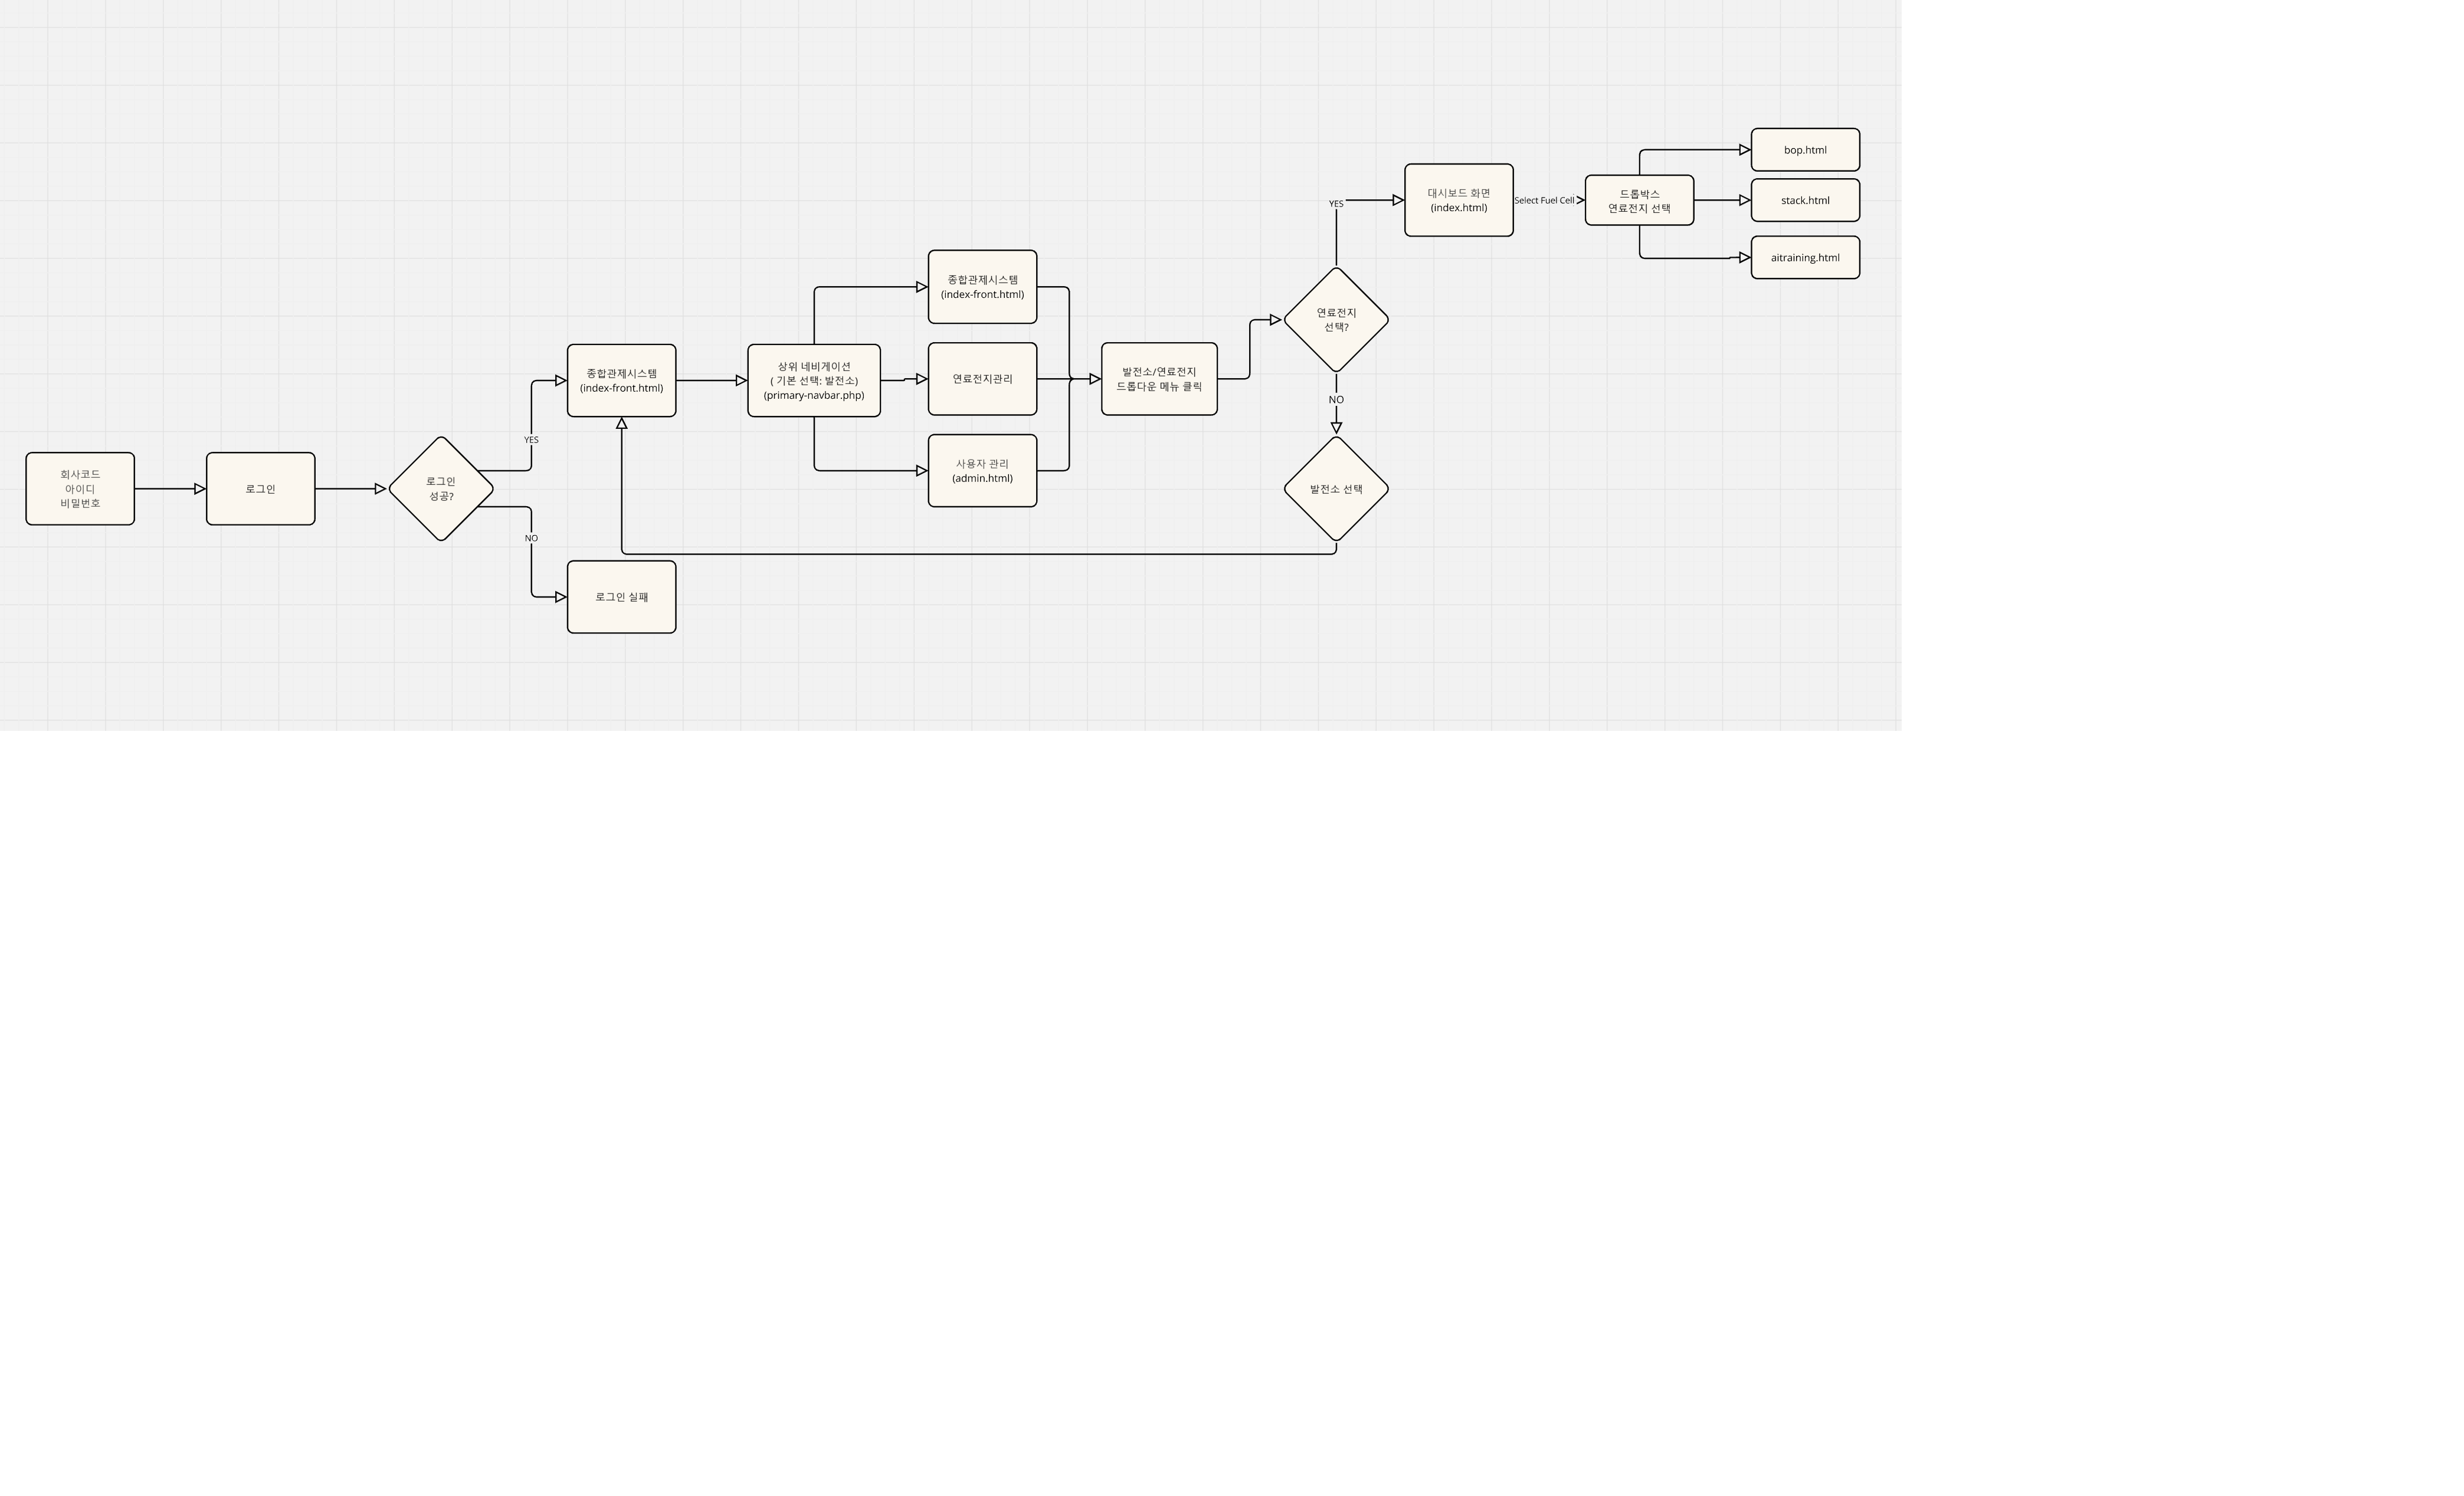 회사코드
아이디
비밀번호
로그인
로그인
성공?
YES
NO
종합관제시스템
(index-front.html)
로그인 실패
상위 네비게이션
( 기본 선택: 발전소)
(primary-navbar.php)
종합관제시스템
(index-front.html)
연료전지관리
사용자 관리
(admin.html)
발전소/연료전지
드롭다운 메뉴 클릭
연료전지
선택?
YES
NO
발전소 선택
대시보드 화면
(index.html)
Select Fuel Cell
드롭박스
연료전지 선택
bop.html
stack.html
aitraining.html